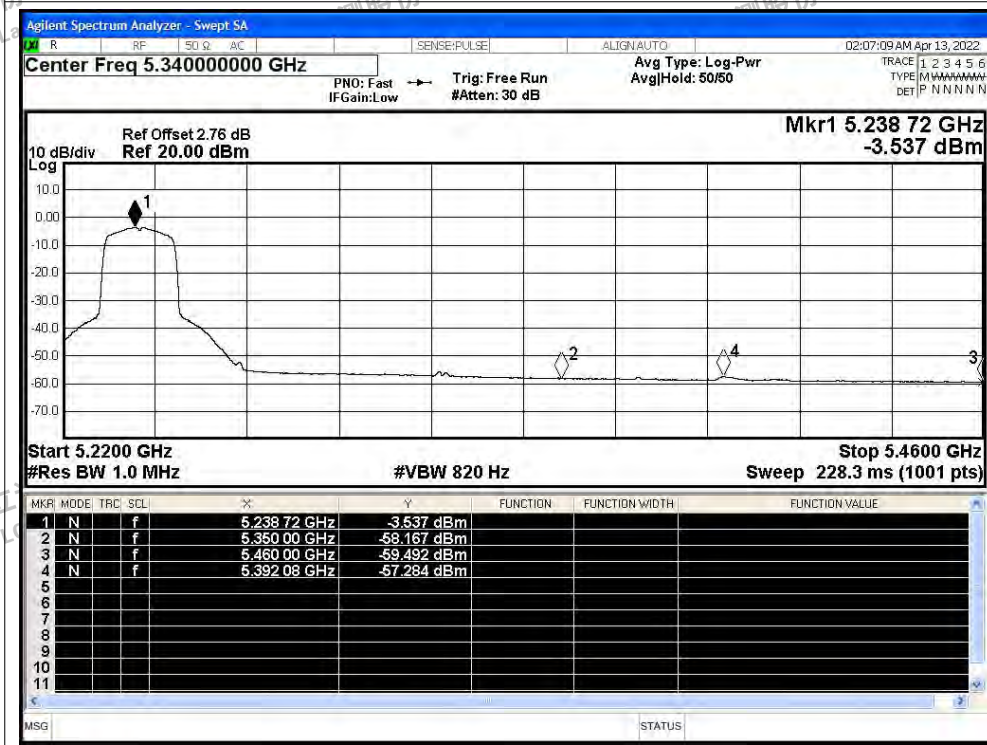 Agilent Spectrum Analyzer - Swept SA
R RF 50 Ω AC SENSE:PULSE ALIGN AUTO 02:07:09 AM Apr 13, 2022
Center Freq 5.340000000 GHz Avg Type: Log-Pwr TRACE 1 2 3 4 5 6
PNO: Fast Trig: Free Run Avg|Hold: 50/50 TYPE M
IFGain:Low #Atten: 30 dB DET P N N N N N
Mkr1 5.238 72 GHz
Ref Offset 2.76 dB
10 dB/div Ref 20.00 dBm -3.537 dBm
Log
10.0
1
0.00
-10.0
-20.0
-30.0
-40.0
-50.0 2 4 3
-60.0
-70.0
Start 5.2200 GHz Stop 5.4600 GHz
#Res BW 1.0 MHz #VBW 820 Hz Sweep 228.3 ms (1001 pts)
MKR MODE TRC SCL X Y FUNCTION FUNCTION WIDTH FUNCTION VALUE
1 N f 5.238 72 GHz -3.537 dBm
2 N f 5.350 00 GHz -58.167 dBm
3 N f 5.460 00 GHz -59.492 dBm
4 N f 5.392 08 GHz -57.284 dBm
5
6
7
8
9
10
11
MSG STATUS